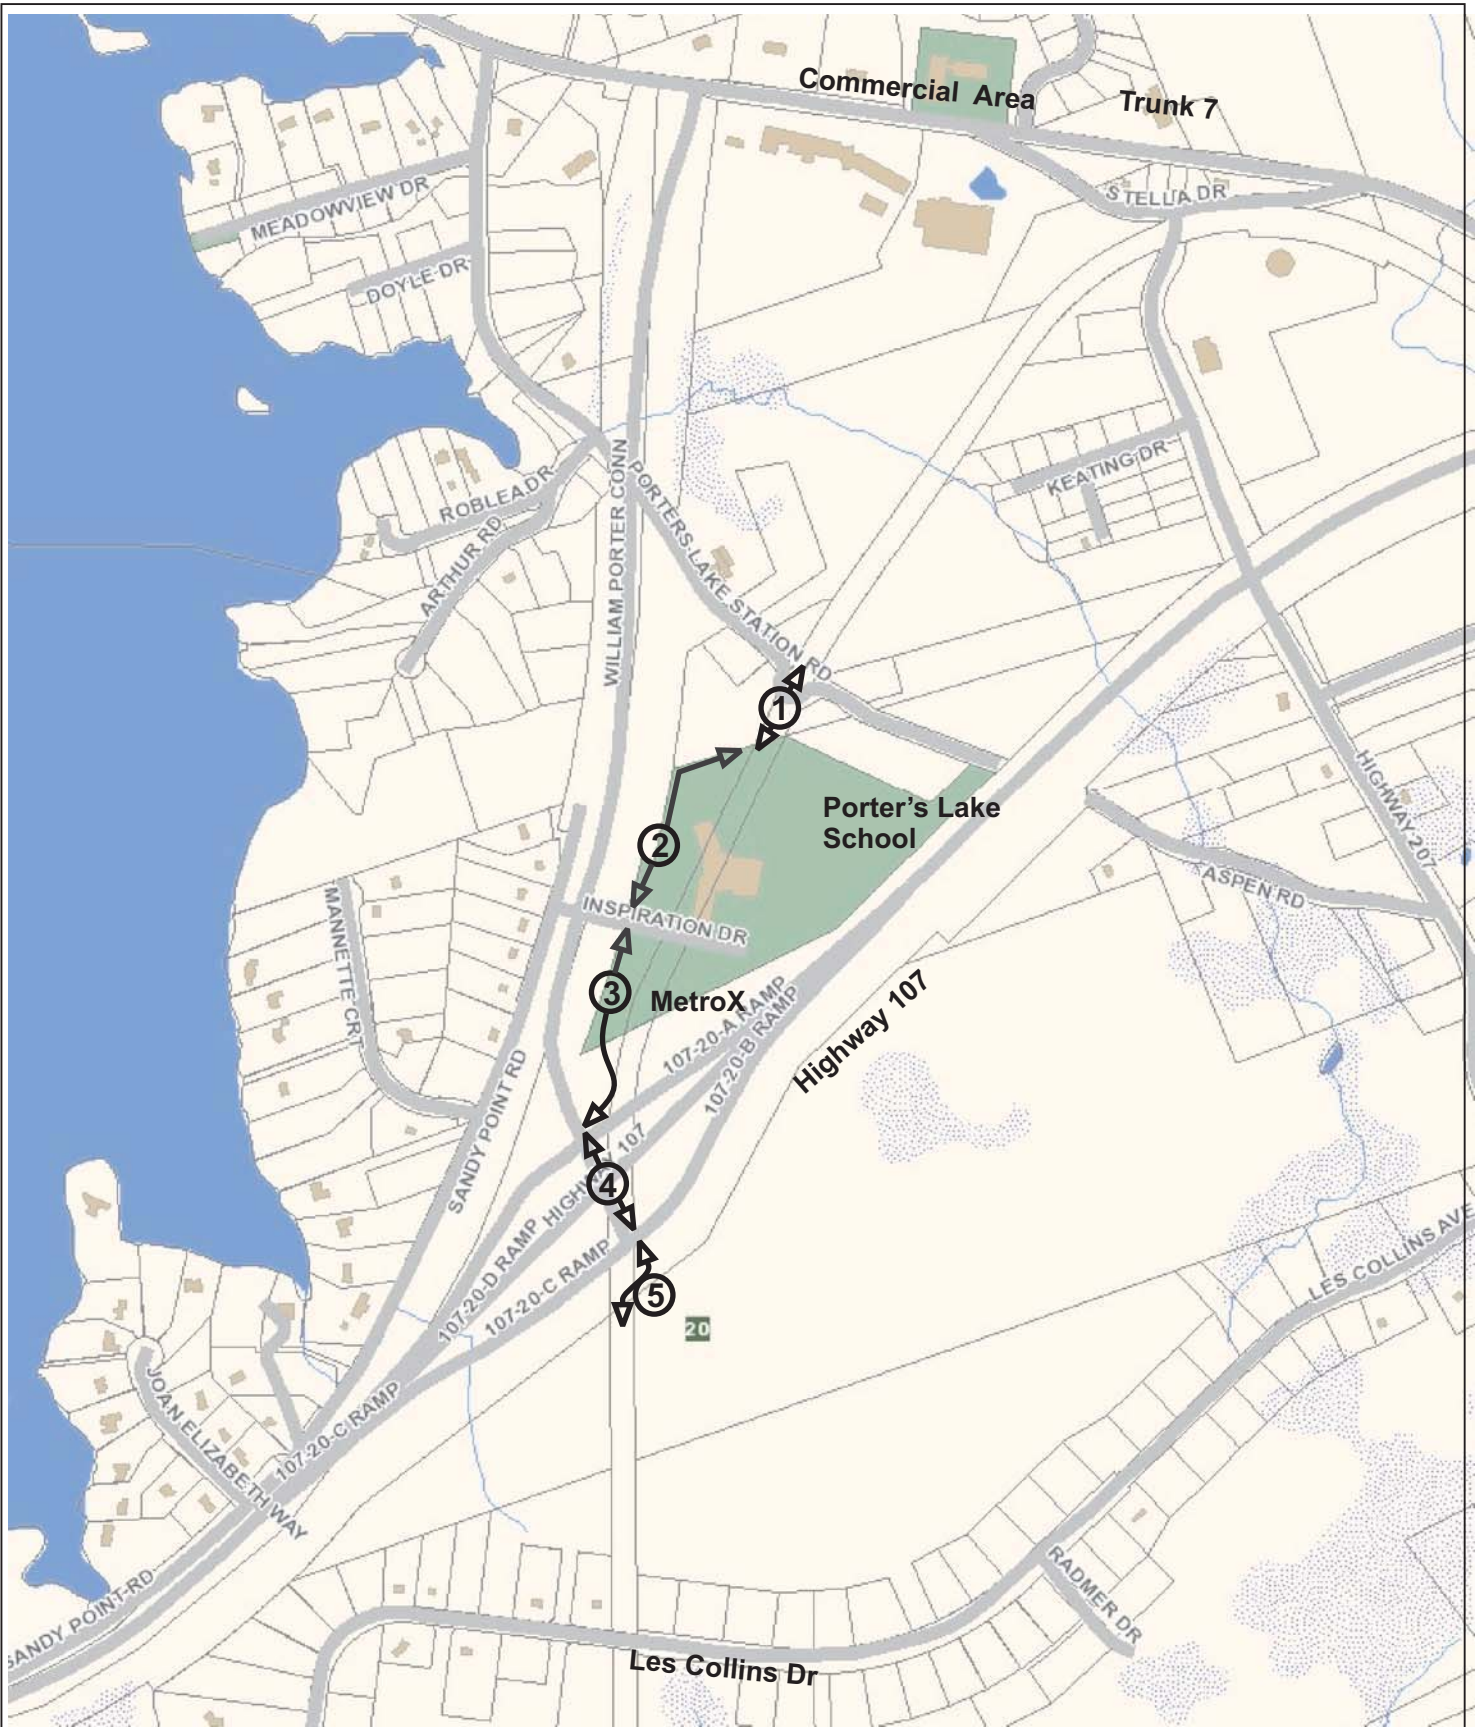 Commercial Area
Trunk 7
MEADOWVIEW DR
STELLA DR
DOYLE DR
KEATING DR
ROBLEA DR
WILLIAM PORTER CONN
PORTERS LAKE STATION RD
ARTHUR RD
1
Porter's Lake
School
HIGHWAY 207
2
ASPEN RD
INSPIRATION DR
MANNETTE CRT
3
MetroX
107-20-A RAMP
107-20-B RAMP
Highway 107
SANDY POINT RD
HIGHWAY 107
4
107-20-D RAMP
107-20-C RAMP
5
20
LES COLLINS AVE
JOAN ELIZABETH WAY
107-20-C RAMP
SANDY POINT RD
RADMER DR
Les Collins Dr